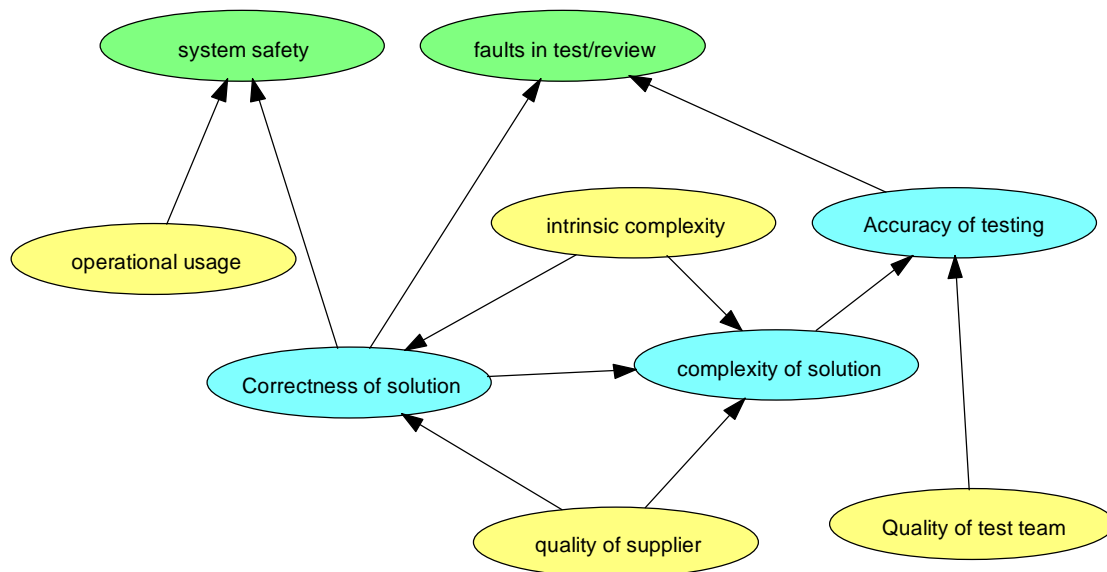 system safety
faults in test/review
intrinsic complexity
Accuracy of testing
operational usage
Correctness of solution
complexity of solution
quality of supplier
Quality of test team